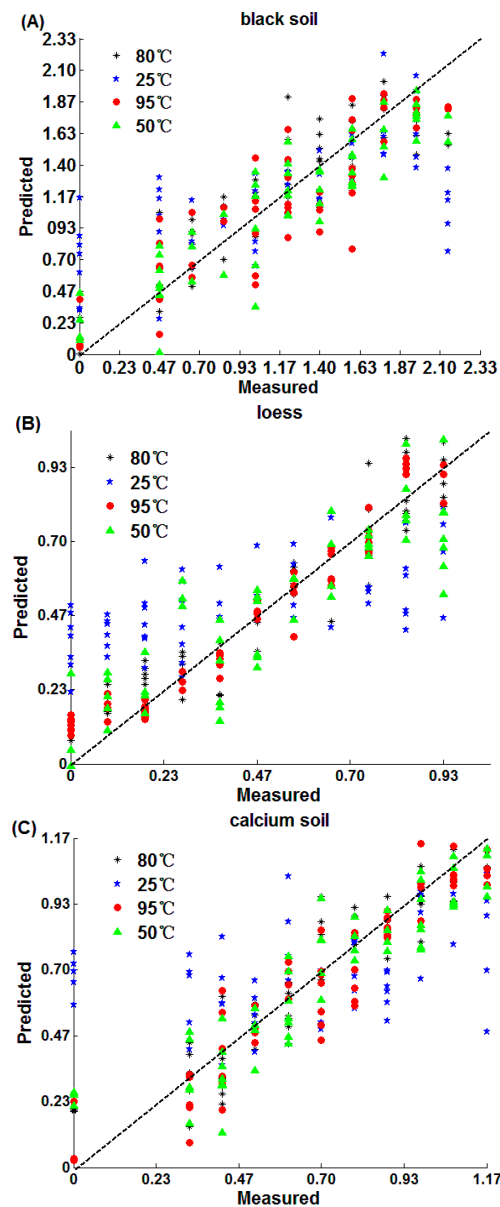 (A)
black soil
2.33
2.10
1.87
1.63
1.40
1.17
0.93
0.70
0.47
0.23
0
Predicted
80℃
25℃
95℃
50℃
0 0.23 0.47 0.70 0.93 1.17 1.40 1.63 1.87 2.10 2.33
Measured
(B)
loess
0.93
0.70
0.47
0.23
0
Predicted
80℃
25℃
95℃
50℃
0 0.23 0.47 0.70 0.93
Measured
(C)
calcium soil
1.17
0.93
0.70
0.47
0.23
0
Predicted
80℃
25℃
95℃
50℃
0 0.23 0.47 0.70 0.93 1.17
Measured